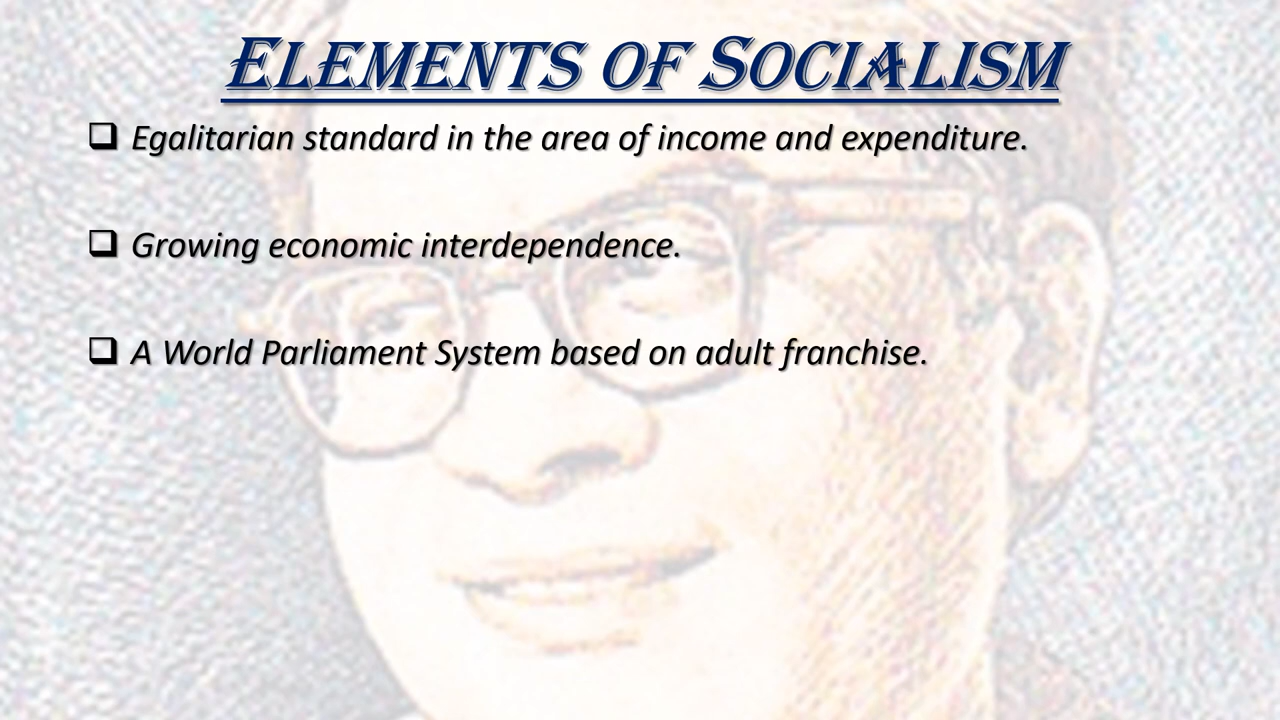 Elements of Socialism
Egalitarian standard in the area of income and expenditure.
Growing economic interdependence.
A World Parliament System based on adult franchise.